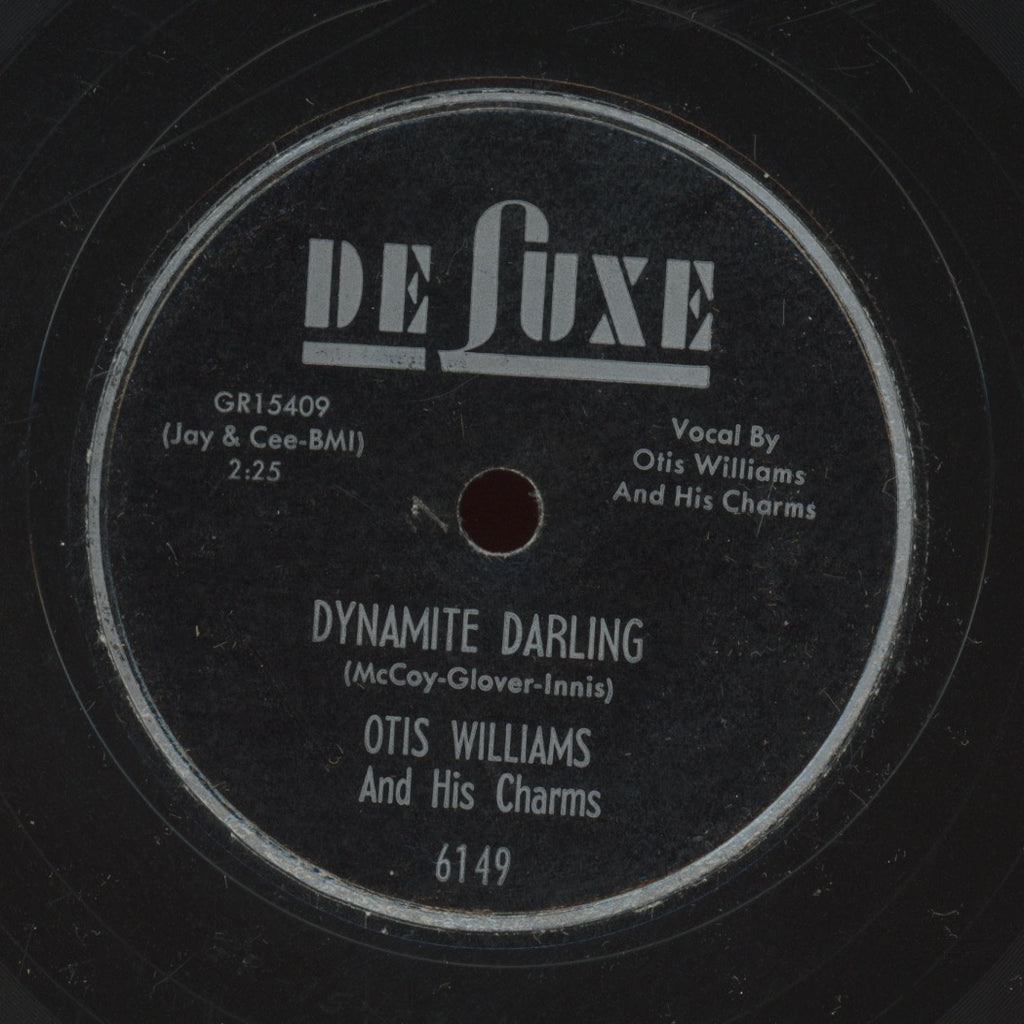 DE LUXE
GR15409
(Jay & Cee-BMI)
2:25
Vocal By
Otis Williams
And His Charms
DYNAMITE DARLING
(McCoy-Glover-Innis)
OTIS WILLIAMS
And His Charms
6149